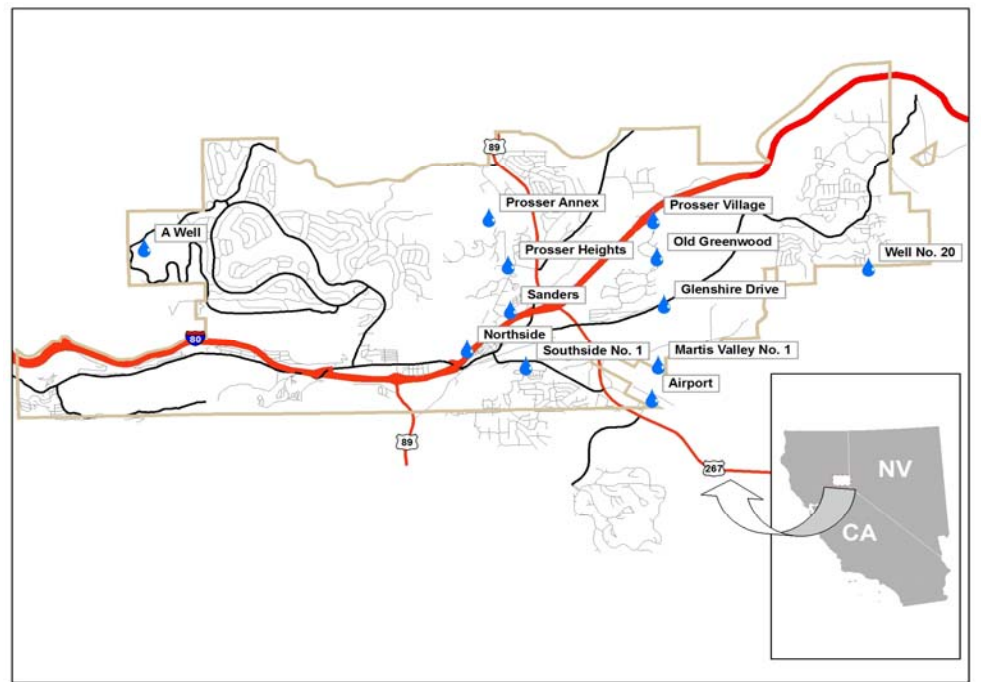 89
Prosser Annex
Prosser Village
A Well
Old Greenwood
Prosser Heights
Well No. 20
Sanders
Glenshire Drive
80
Northside
Southside No. 1
Martis Valley No. 1
Airport
89
267
NV
CA